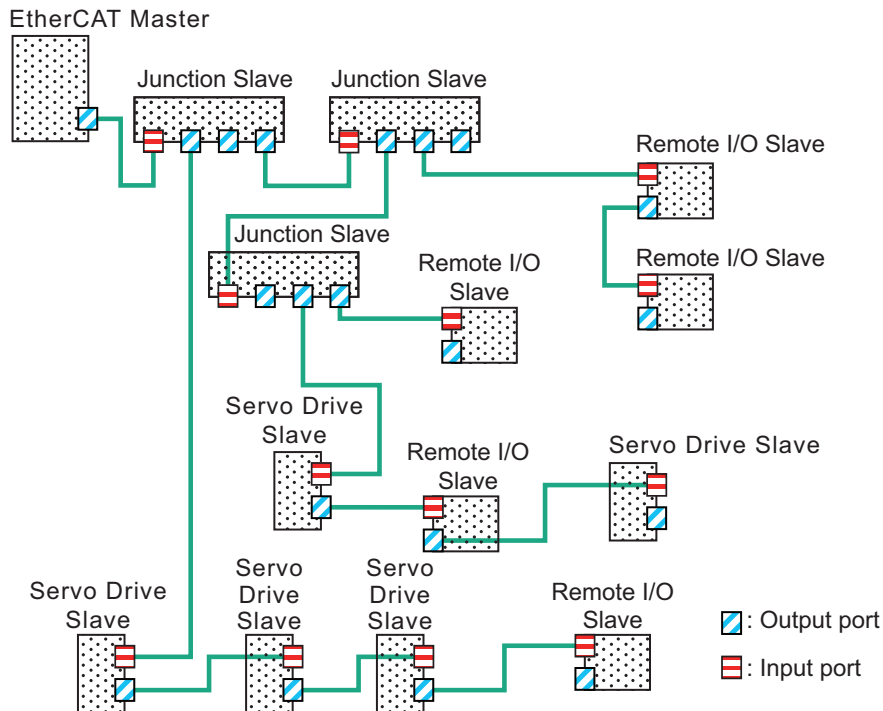 EtherCAT Master
Junction Slave
Junction Slave
Remote I/O Slave
Junction Slave
Remote I/O
Slave
Remote I/O Slave
Servo Drive
Slave
Remote I/O
Slave
Servo Drive Slave
Servo Drive
Slave
Servo
Drive
Slave
Servo
Drive
Slave
Remote I/O
Slave
: Output port
: Input port